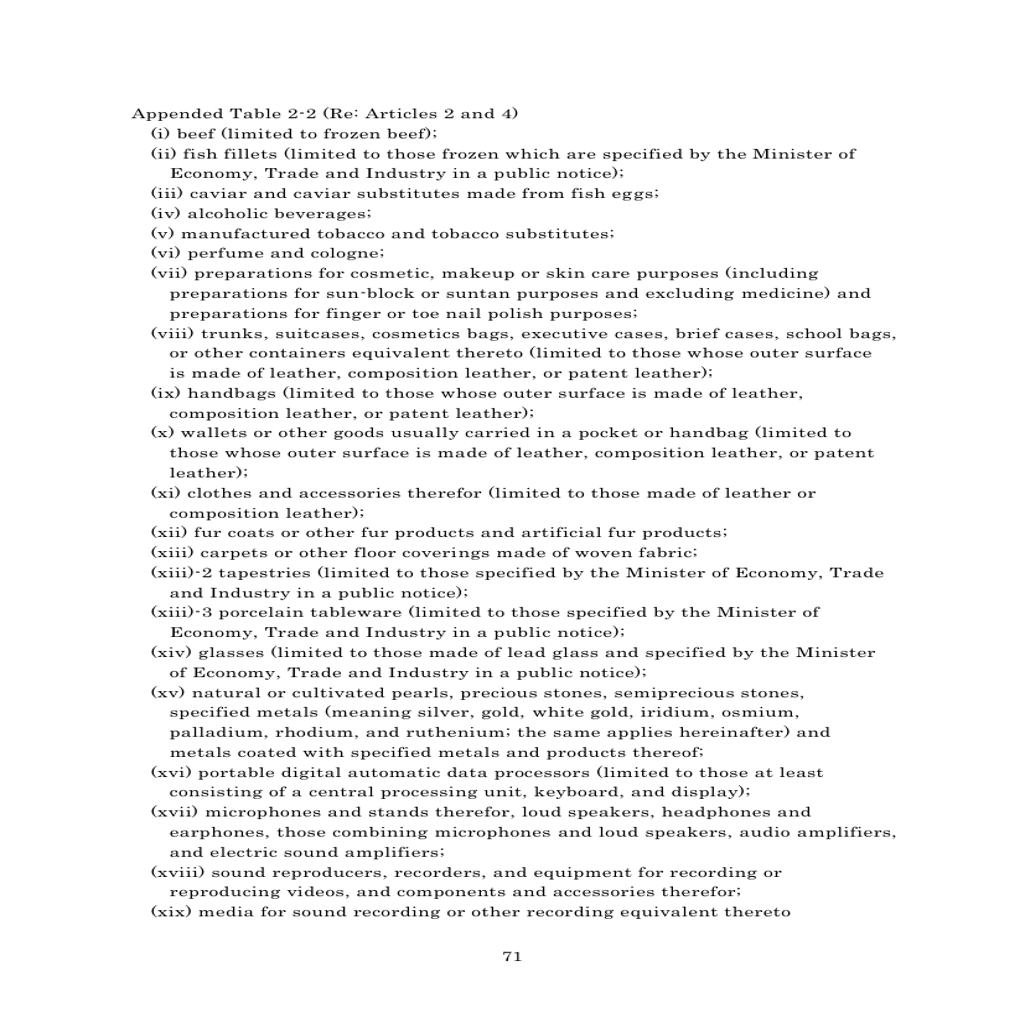 Appended Table 2-2 (Re: Articles 2 and 4)
(i) beef (limited to frozen beef);
(ii) fish fillets (limited to those frozen which are specified by the Minister of
Economy, Trade and Industry in a public notice);
(iii) caviar and caviar substitutes made from fish eggs;
(iv) alcoholic beverages;
(v) manufactured tobacco and tobacco substitutes;
(vi) perfume and cologne;
(vii) preparations for cosmetic, makeup or skin care purposes (including
preparations for sun-block or suntan purposes and excluding medicine) and
preparations for finger or toe nail polish purposes;
(viii) trunks, suitcases, cosmetics bags, executive cases, brief cases, school bags,
or other containers equivalent thereto (limited to those whose outer surface
is made of leather, composition leather, or patent leather);
(ix) handbags (limited to those whose outer surface is made of leather,
composition leather, or patent leather);
(x) wallets or other goods usually carried in a pocket or handbag (limited to
those whose outer surface is made of leather, composition leather, or patent
leather);
(xi) clothes and accessories therefor (limited to those made of leather or
composition leather);
(xii) fur coats or other fur products and artificial fur products;
(xiii) carpets or other floor coverings made of woven fabric;
(xiii)-2 tapestries (limited to those specified by the Minister of Economy, Trade
and Industry in a public notice);
(xiii)-3 porcelain tableware (limited to those specified by the Minister of
Economy, Trade and Industry in a public notice);
(xiv) glasses (limited to those made of lead glass and specified by the Minister
of Economy, Trade and Industry in a public notice);
(xv) natural or cultivated pearls, precious stones, semiprecious stones,
specified metals (meaning silver, gold, white gold, iridium, osmium,
palladium, rhodium, and ruthenium; the same applies hereinafter) and
metals coated with specified metals and products thereof;
(xvi) portable digital automatic data processors (limited to those at least
consisting of a central processing unit, keyboard, and display);
(xvii) microphones and stands therefor, loud speakers, headphones and
earphones, those combining microphones and loud speakers, audio amplifiers,
and electric sound amplifiers;
(xviii) sound reproducers, recorders, and equipment for recording or
reproducing videos, and components and accessories therefor;
(xix) media for sound recording or other recording equivalent thereto
71